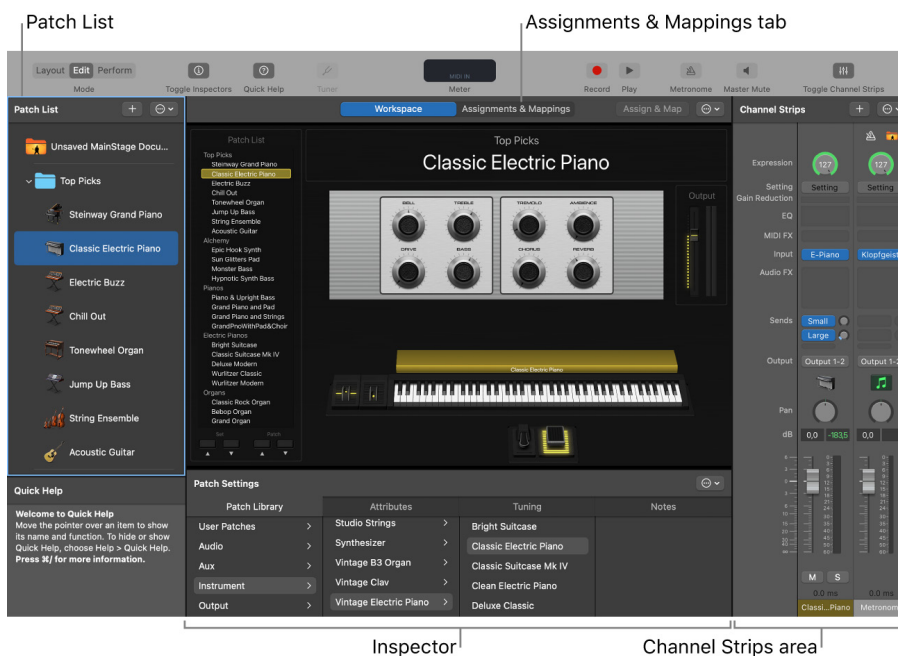 Patch List
Assignments & Mappings tab
Layout Edit Perform
Mode
Toggle Inspectors
Quick Help
Tuner
MIDI IN
Meter
Record
Play
Metronome
Master Mute
Toggle Channel Strips
Patch List
Workspace
Assignments & Mappings
Assign & Map
Channel Strips
Unsaved MainStage Docu...
Top Picks
Steinway Grand Piano
Classic Electric Piano
Electric Buzz
Chill Out
Tonewheel Organ
Jump Up Bass
String Ensemble
Acoustic Guitar
Patch List
Top Picks
Steinway Grand Piano
Classic Electric Piano
Electric Buzz
Chill Out
Tonewheel Organ
Jump Up Bass
String Ensemble
Acoustic Guitar
Alchemy
Epic Hook Synth
Sun Glitters Pad
Monster Bass
Hypnotic Synth Bass
Pianos
Piano & Upright Bass
Grand Piano and Pad
Grand Piano and Strings
GrandPnoWithPad&Choir
Electric Pianos
Bright Suitcase
Classic Suitcase Mk IV
Deluxe Modern
Wurlitzer Classic
Wurlitzer Modern
Organs
Classic Rock Organ
Bebop Organ
Grand Organ
Set
Patch
Top Picks
Classic Electric Piano
BELL
TREBLE
TREMOLO
AMBIENCE
DRIVE
BASS
CHORUS
REVERB
Output
Classic Electric Piano
Expression
127
127
Setting
Setting
Setting
Gain Reduction
EQ
MIDI FX
Input
E-Piano
Klopfgeist
Audio FX
Sends
Small
Large
Output
Output 1-2
Output 1-2
Pan
dB
0,0
-183,5
0,0
M
S
0.0 ms
0.0 ms
Classi...Piano
Metronom
Quick Help
Welcome to Quick Help
Move the pointer over an item to show
its name and function. To hide or show
Quick Help, choose Help > Quick Help.
Press ⌘/ for more information.
Patch Settings
Patch Library
Attributes
Tuning
Notes
User Patches
Audio
Aux
Instrument
Output
Studio Strings
Synthesizer
Vintage B3 Organ
Vintage Clav
Vintage Electric Piano
Bright Suitcase
Classic Electric Piano
Classic Suitcase Mk IV
Clean Electric Piano
Deluxe Classic
Inspector
Channel Strips area